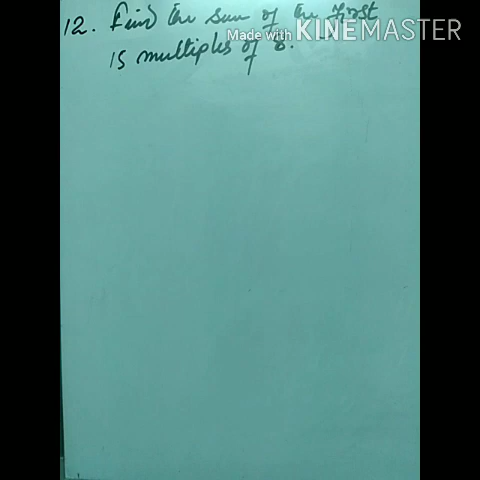 12. Find the sum of the first
Made with KINEMASTER
15 multiples of 8.